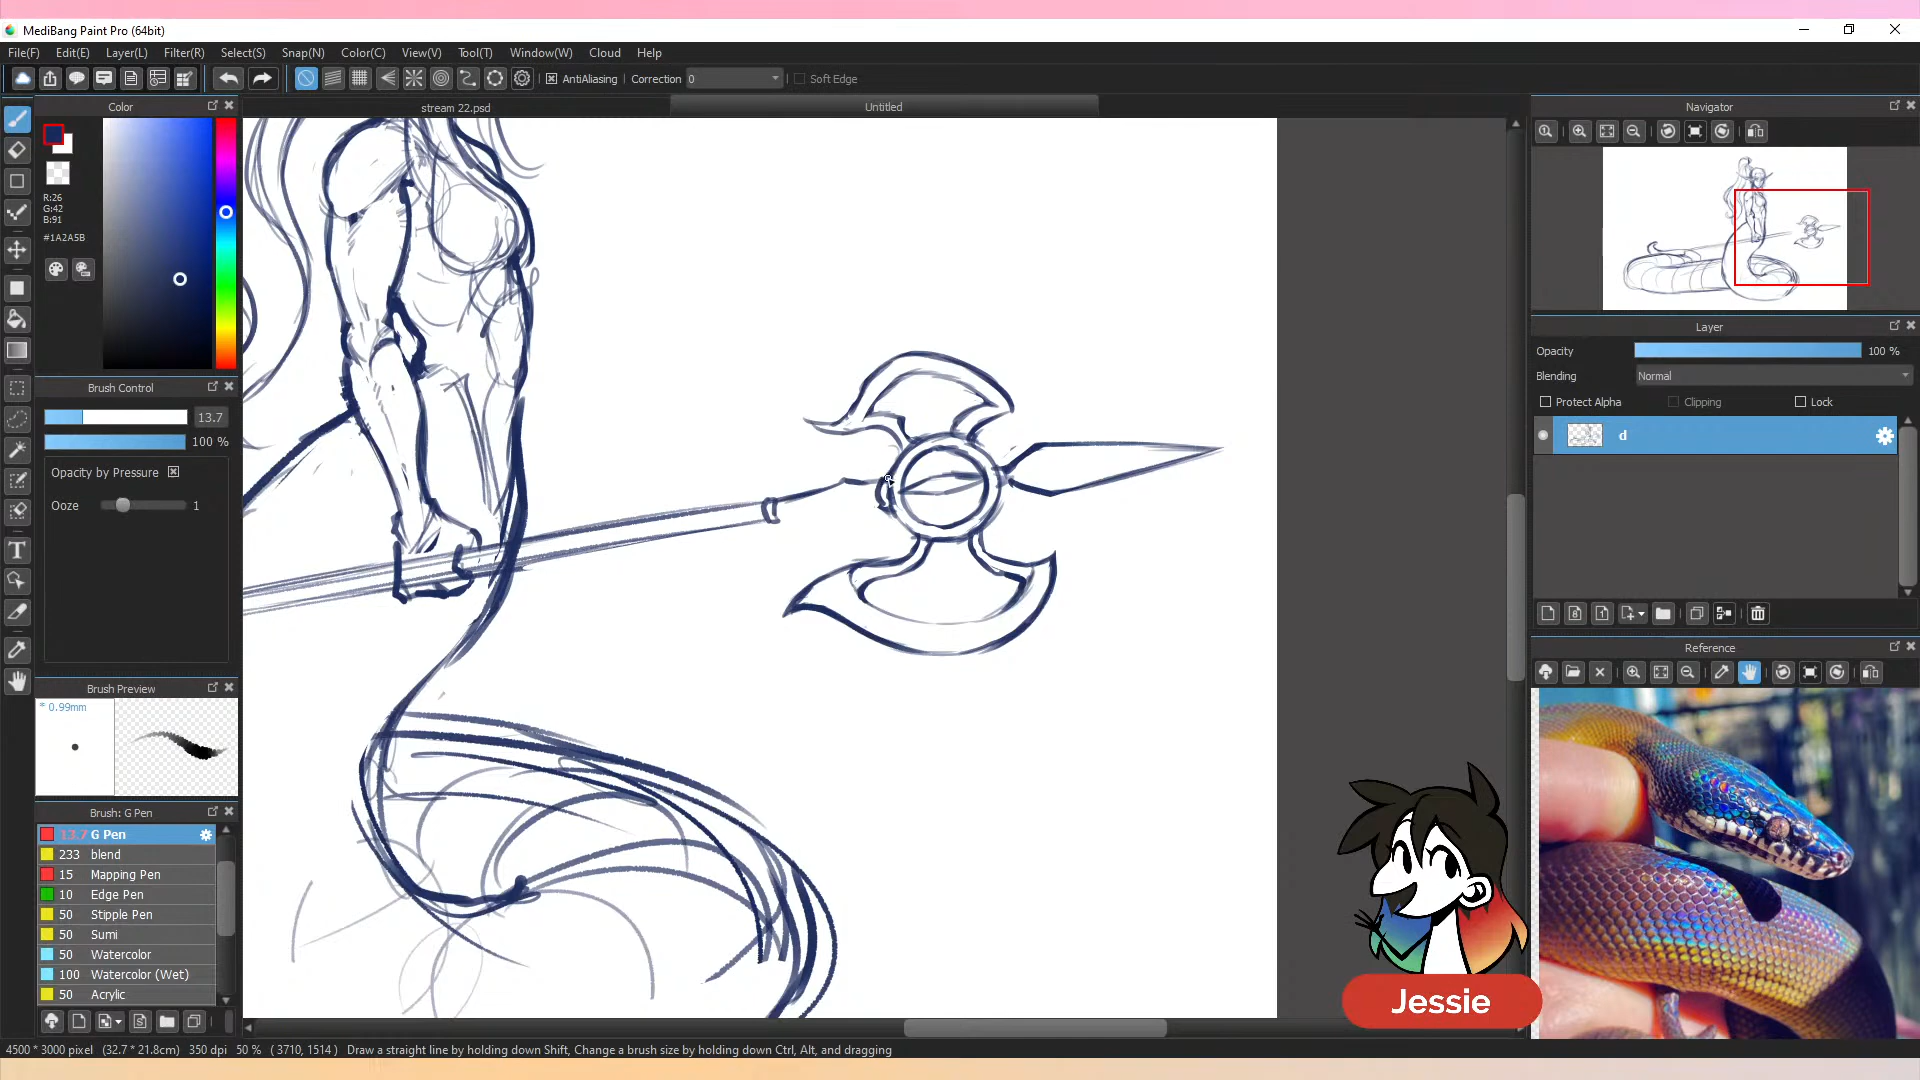 MediBang Paint Pro (64bit)
File(F) Edit(E) Layer(L) Filter(R) Select(S) Snap(N) Color(C) View(V) Tool(T) Window(W) Cloud Help
AntiAliasing Correction 0 Soft Edge
Color
stream 22.psd
Untitled
R:26
G:42
B:91
#1A2A5B
Brush Control
13.7
100 %
Opacity by Pressure
Ooze 1
Brush Preview
* 0.99mm
Brush: G Pen
13.7 G Pen
233 blend
15 Mapping Pen
10 Edge Pen
50 Stipple Pen
50 Sumi
50 Watercolor
100 Watercolor (Wet)
50 Acrylic
Navigator
Layer
Opacity 100 %
Blending Normal
Protect Alpha Clipping Lock
d
Reference
Jessie
4500 * 3000 pixel (32.7 * 21.8cm) 350 dpi 50 % ( 3710, 1514 ) Draw a straight line by holding down Shift, Change a brush size by holding down Ctrl, Alt, and dragging